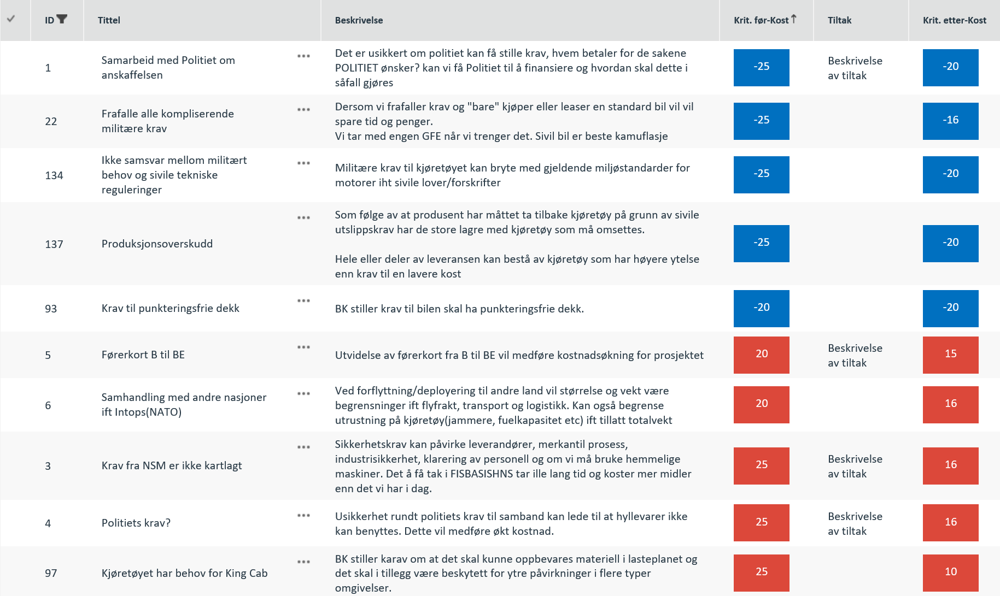 ID Tittel Beskrivelse Krit. før-Kost Tiltak Krit. etter-Kost
1
Samarbeid med Politiet om
anskaffelsen
Det er usikkert om politiet kan få stille krav, hvem betaler for de sakene
POLITIET ønsker? kan vi få Politiet til å finansiere og hvordan skal dette i
såfall gjøres
-25
Beskrivelse
av tiltak
-20
22
Frafalle alle kompliserende
militære krav
Dersom vi frafaller krav og "bare" kjøper eller leaser en standard bil vil vil
spare tid og penger.
Vi tar med engen GFE når vi trenger det. Sivil bil er beste kamuflasje
-25
-16
134
Ikke samsvar mellom militært
behov og sivile tekniske
reguleringer
Militære krav til kjøretøyet kan bryte med gjeldende miljøstandarder for
motorer iht sivile lover/forskrifter
-25
-20
137
Produksjonsoverskudd
Som følge av at produsent har måttet ta tilbake kjøretøy på grunn av sivile
utslippskrav har de store lagre med kjøretøy som må omsettes.
Hele eller deler av leveransen kan bestå av kjøretøy som har høyere ytelse
enn krav til en lavere kost
-25
-20
93
Krav til punkteringsfrie dekk
BK stiller krav til bilen skal ha punkteringsfrie dekk.
-20
-20
5
Førerkort B til BE
Utvidelse av førerkort fra B til BE vil medføre kostnadsøkning for prosjektet
20
Beskrivelse
av tiltak
15
6
Samhandling med andre nasjoner
ift Intops(NATO)
Ved forflyttning/deployering til andre land vil størrelse og vekt være
begrensninger ift flyfrakt, transport og logistikk. Kan også begrense
utrustning på kjøretøy(jammere, fuelkapasitet etc) ift tillatt totalvekt
20
16
3
Krav fra NSM er ikke kartlagt
Sikkerhetskrav kan påvirke leverandører, merkantil prosess,
industrisikkerhet, klarering av personell og om vi må bruke hemmelige
maskiner. Det å få tak i FISBASISHNS tar ille lang tid og koster mer midler
enn det vi har i dag.
25
Beskrivelse
av tiltak
16
4
Politiets krav?
Usikkerhet rundt politiets krav til samband kan lede til at hyllevarer ikke
kan benyttes. Dette vil medføre økt kostnad.
25
Beskrivelse
av tiltak
16
97
Kjøretøyet har behov for King Cab
BK stiller karav om at det skal kunne oppbevares materiell i lasteplanet og
det skal i tillegg være beskytett for ytre påvirkninger i flere typer
omgivelser.
25
10